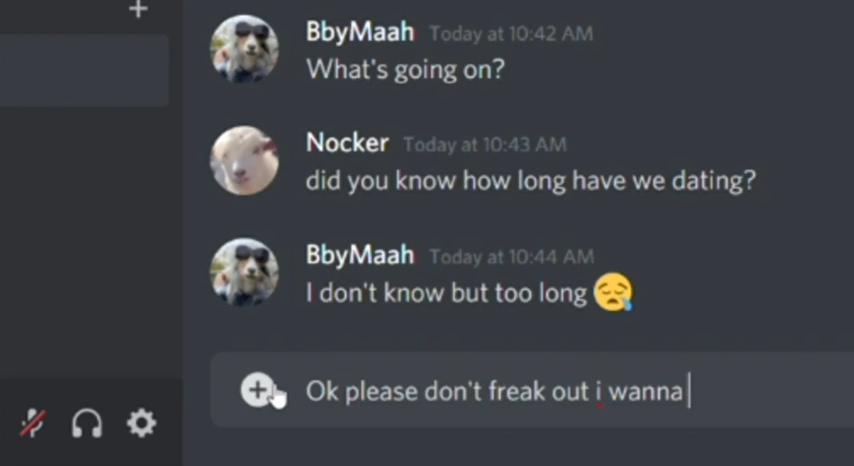 BbyMaah Today at 10:42 AM
What's going on?
Nocker Today at 10:43 AM
did you know how long have we dating?
BbyMaah Today at 10:44 AM
I don't know but too long 😪
Ok please don't freak out i wanna